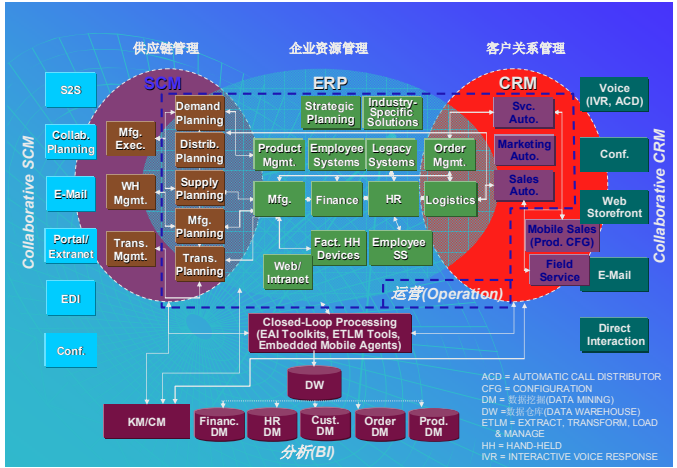 供应链管理
企业资源管理
客户关系管理
SCM
ERP
CRM
Collaborative SCM
S2S
Collab.
Planning
E-Mail
Portal/
Extranet
EDI
Conf.
Mfg.
Exec.
WH
Mgmt.
Trans.
Mgmt.
Demand
Planning
Distrib.
Planning
Supply
Planning
Mfg.
Planning
Trans.
Planning
Strategic
Planning
Industry-
Specific
Solutions
Product
Mgmt.
Employee
Systems
Legacy
Systems
Order
Mgmt.
Mfg.
Finance
HR
Logistics
Web/
Intranet
Fact. HH
Devices
Employee
SS
Svc.
Auto.
Marketing
Auto.
Sales
Auto.
Mobile Sales
(Prod. CFG)
Field
Service
Voice
(IVR, ACD)
Conf.
Web
Storefront
E-Mail
Direct
Interaction
Collaborative CRM
运营(Operation)
Closed-Loop Processing
(EAI Toolkits, ETLM Tools,
Embedded Mobile Agents)
DW
KM/CM
Financ.
DM
HR
DM
Cust.
DM
Order
DM
Prod.
DM
分析(BI)
ACD = AUTOMATIC CALL DISTRIBUTOR
CFG = CONFIGURATION
DM = 数据挖掘(DATA MINING)
DW =数据仓库(DATA WAREHOUSE)
ETLM = EXTRACT, TRANSFORM, LOAD
& MANAGE
HH = HAND-HELD
IVR = INTERACTIVE VOICE RESPONSE